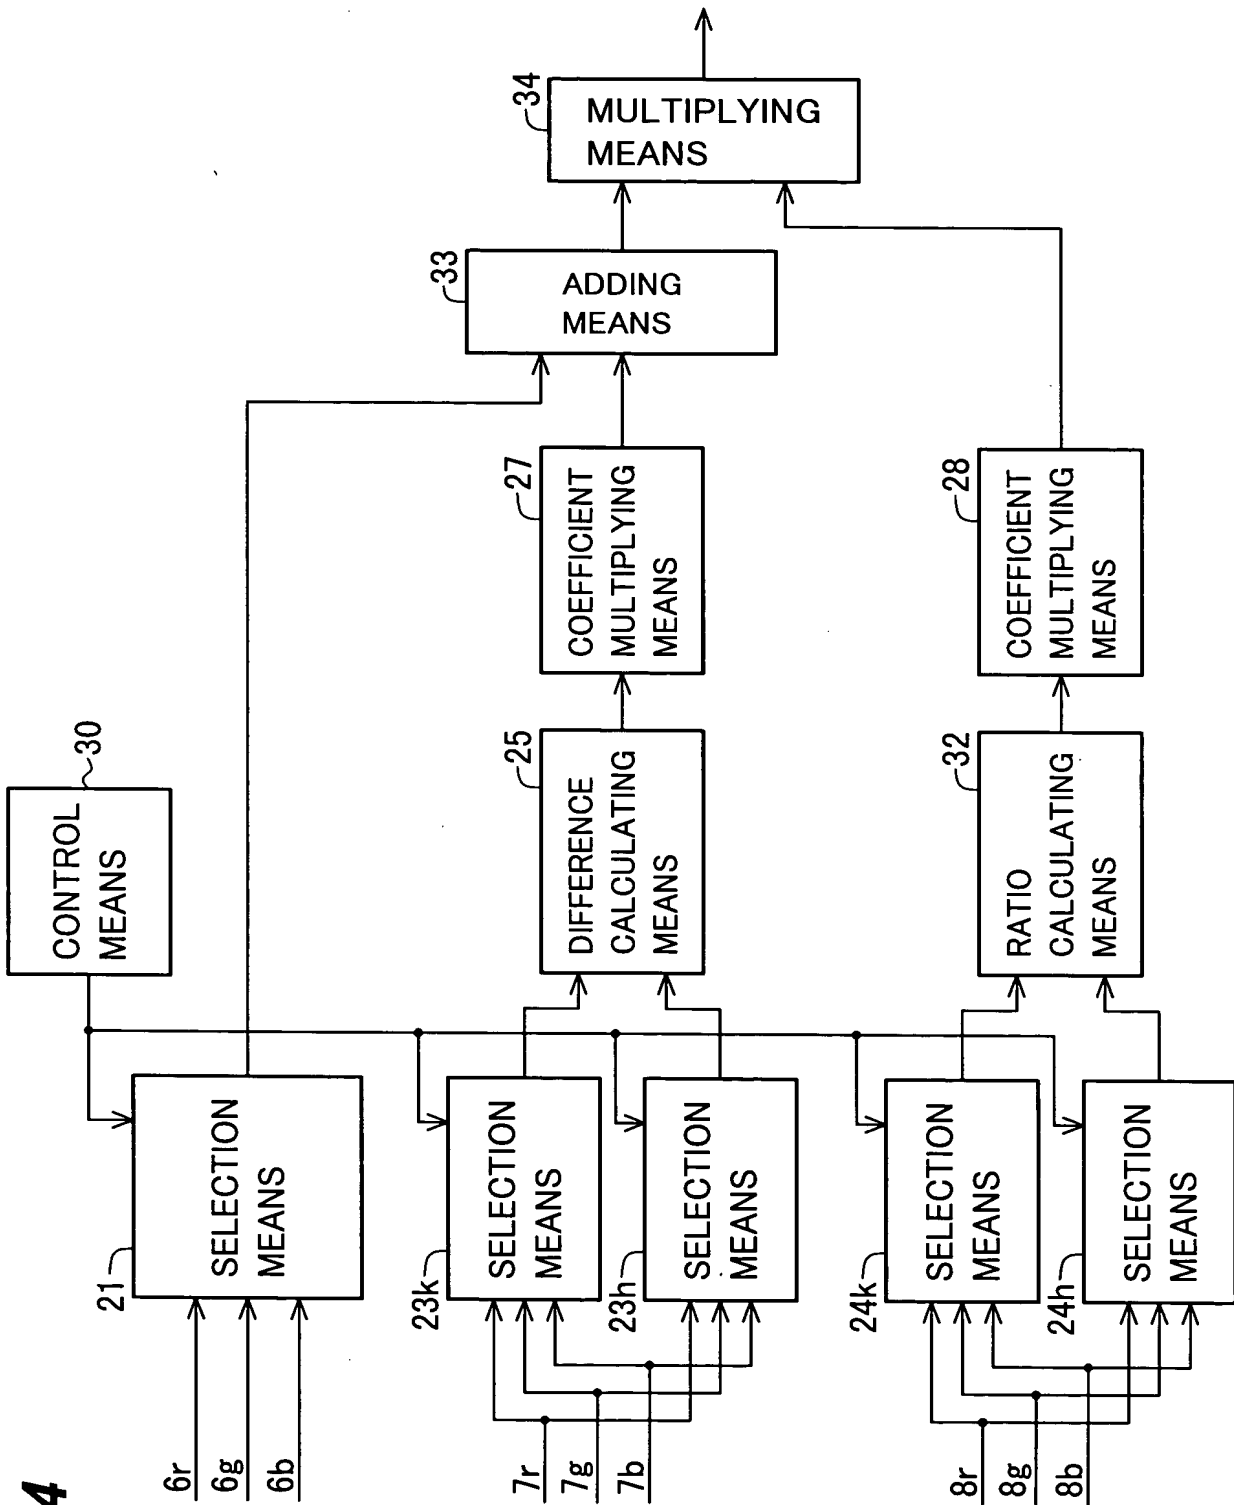 4
6r
6g
6b
21
SELECTION
MEANS
CONTROL
MEANS
30
7r
7g
7b
23k
SELECTION
MEANS
23h
SELECTION
MEANS
25
DIFFERENCE
CALCULATING
MEANS
27
COEFFICIENT
MULTIPLYING
MEANS
33
ADDING
MEANS
34
MULTIPLYING
MEANS
8r
8g
8b
24k
SELECTION
MEANS
24h
SELECTION
MEANS
32
RATIO
CALCULATING
MEANS
28
COEFFICIENT
MULTIPLYING
MEANS